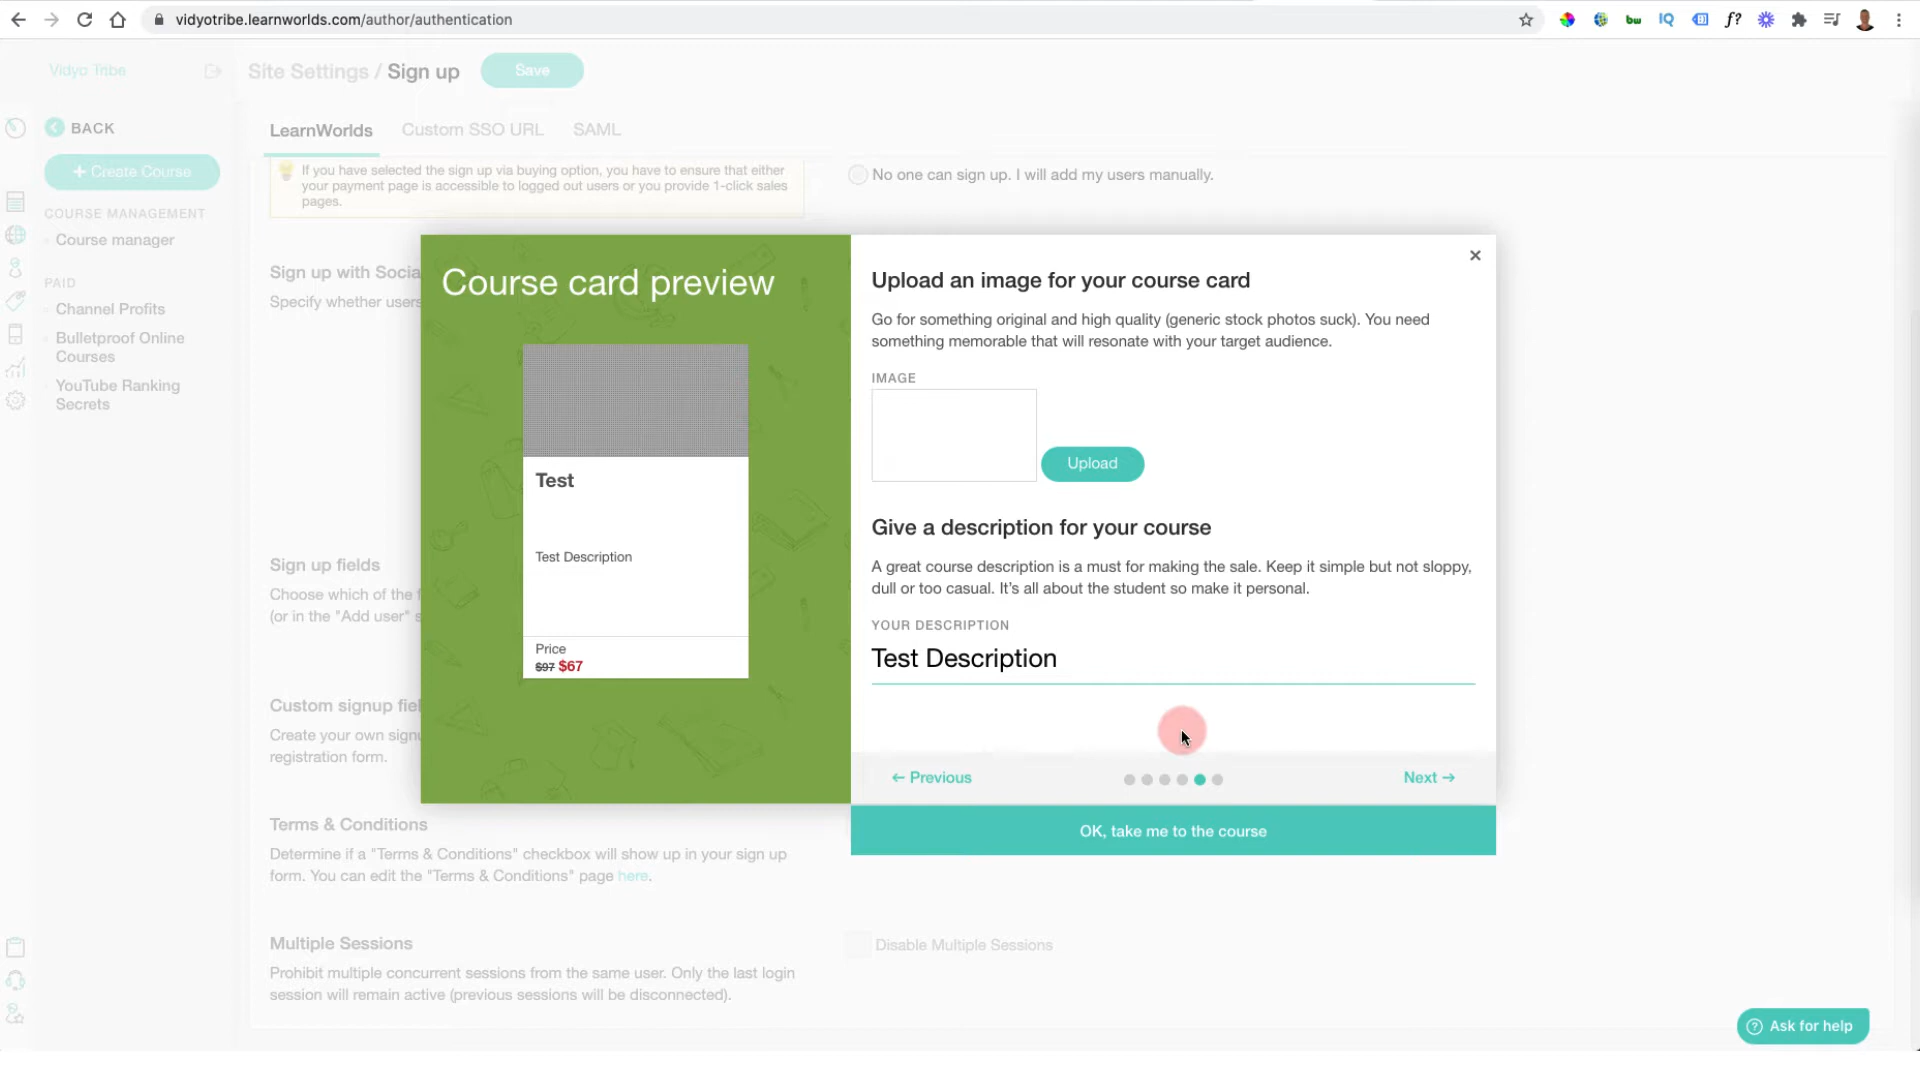 vidyotribe.learnworlds.com/author/authentication
bw
IQ
f?
Vidyo Tribe
Site Settings / Sign up
Save
BACK
+ Create Course
COURSE MANAGEMENT
Course manager
PAID
Channel Profits
Bulletproof Online
Courses
YouTube Ranking
Secrets
LearnWorlds
Custom SSO URL
SAML
If you have selected the sign up via buying option, you have to ensure that either
your payment page is accessible to logged out users or you provide 1-click sales
pages.
No one can sign up. I will add my users manually.
Sign up with Socia
Specify whether users
Sign up fields
Choose which of the f
(or in the "Add user" s
Custom signup fiel
Create your own signu
registration form.
Terms & Conditions
Determine if a "Terms & Conditions" checkbox will show up in your sign up
form. You can edit the "Terms & Conditions" page here.
Multiple Sessions
Prohibit multiple concurrent sessions from the same user. Only the last login
session will remain active (previous sessions will be disconnected).
Disable Multiple Sessions
Course card preview
Test
Test Description
Price
$97 $67
×
Upload an image for your course card
Go for something original and high quality (generic stock photos suck). You need
something memorable that will resonate with your target audience.
IMAGE
Upload
Give a description for your course
A great course description is a must for making the sale. Keep it simple but not sloppy,
dull or too casual. It's all about the student so make it personal.
YOUR DESCRIPTION
Test Description
← Previous
Next →
OK, take me to the course
? Ask for help